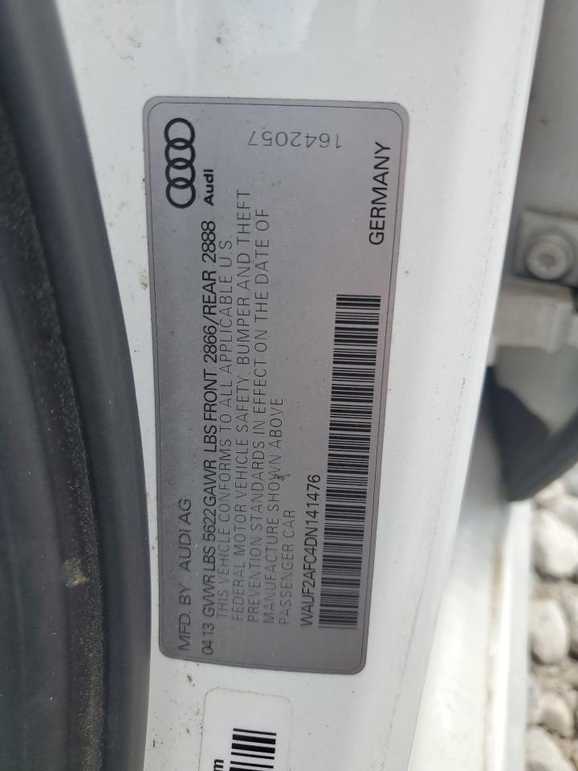 Audi
MFD. BY AUDI AG
04 13 GVWR LBS 5622 GAWR LBS FRONT 2866/REAR 2888
THIS VEHICLE CONFORMS TO ALL APPLICABLE U S
FEDERAL MOTOR VEHICLE SAFETY, BUMPER AND THEFT
PREVENTION STANDARDS IN EFFECT ON THE DATE OF
MANUFACTURE SHOWN ABOVE
PASSENGER CAR
WAUF2AFC4DN141476
1642057
GERMANY